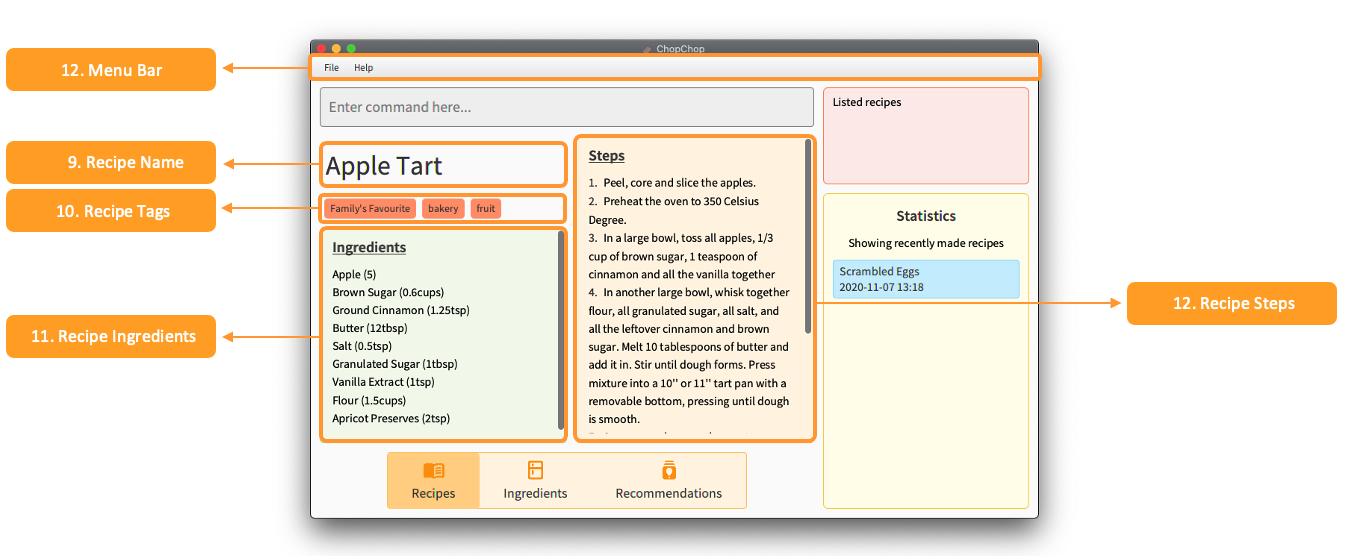 ChopChop
12. Menu Bar
File Help
Enter command here...
Listed recipes
9. Recipe Name
Apple Tart
10. Recipe Tags
Family's Favourite bakery fruit
11. Recipe Ingredients
Ingredients
Apple (5)
Brown Sugar (0.6cups)
Ground Cinnamon (1.25tsp)
Butter (12tbsp)
Salt (0.5tsp)
Granulated Sugar (1tbsp)
Vanilla Extract (1tsp)
Flour (1.5cups)
Apricot Preserves (2tsp)
Steps
1. Peel, core and slice the apples.
2. Preheat the oven to 350 Celsius
Degree.
3. In a large bowl, toss all apples, 1/3
cup of brown sugar, 1 teaspoon of
cinnamon and all the vanilla together
4. In another large bowl, whisk together
flour, all granulated sugar, all salt, and
all the leftover cinnamon and brown
sugar. Melt 10 tablespoons of butter and
add it in. Stir until dough forms. Press
mixture into a 10'' or 11'' tart pan with a
removable bottom, pressing until dough
is smooth.
Statistics
Showing recently made recipes
Scrambled Eggs
2020-11-07 13:18
12. Recipe Steps
Recipes Ingredients Recommendations